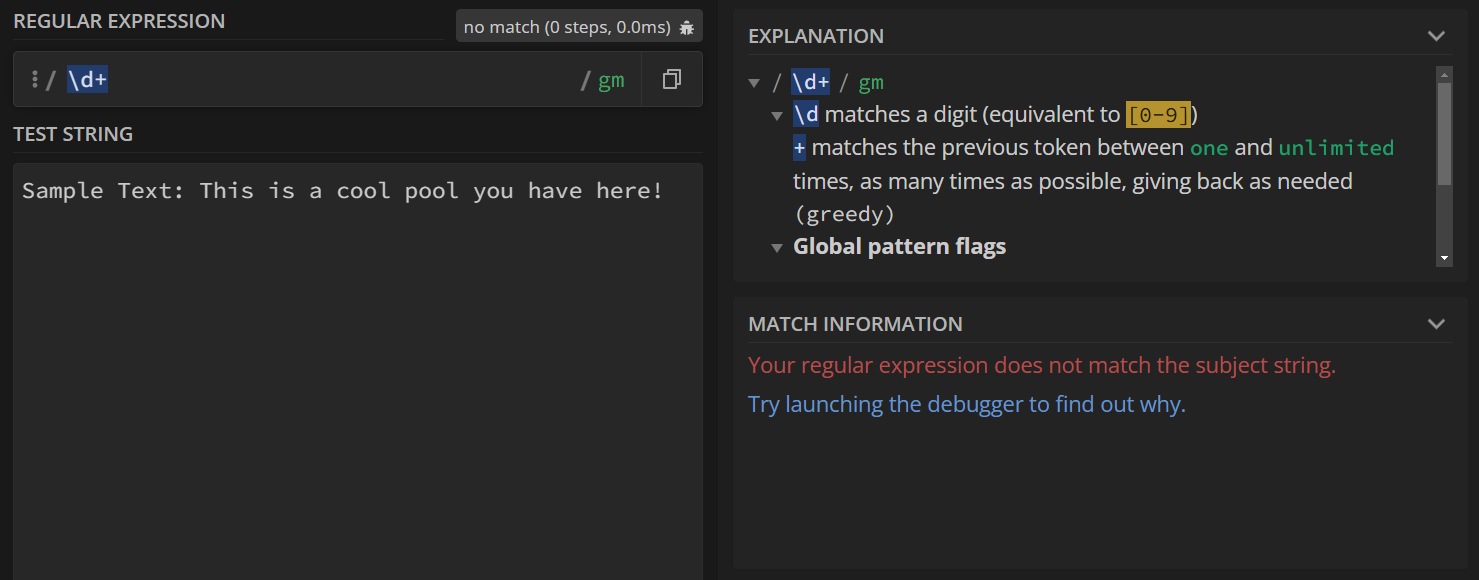 REGULAR EXPRESSION
no match (0 steps, 0.0ms)
/ \d+ / gm
TEST STRING
Sample Text: This is a cool pool you have here!
EXPLANATION
/ \d+ / gm
\d matches a digit (equivalent to [0-9])
+ matches the previous token between one and unlimited
times, as many times as possible, giving back as needed
(greedy)
Global pattern flags
MATCH INFORMATION
Your regular expression does not match the subject string.
Try launching the debugger to find out why.